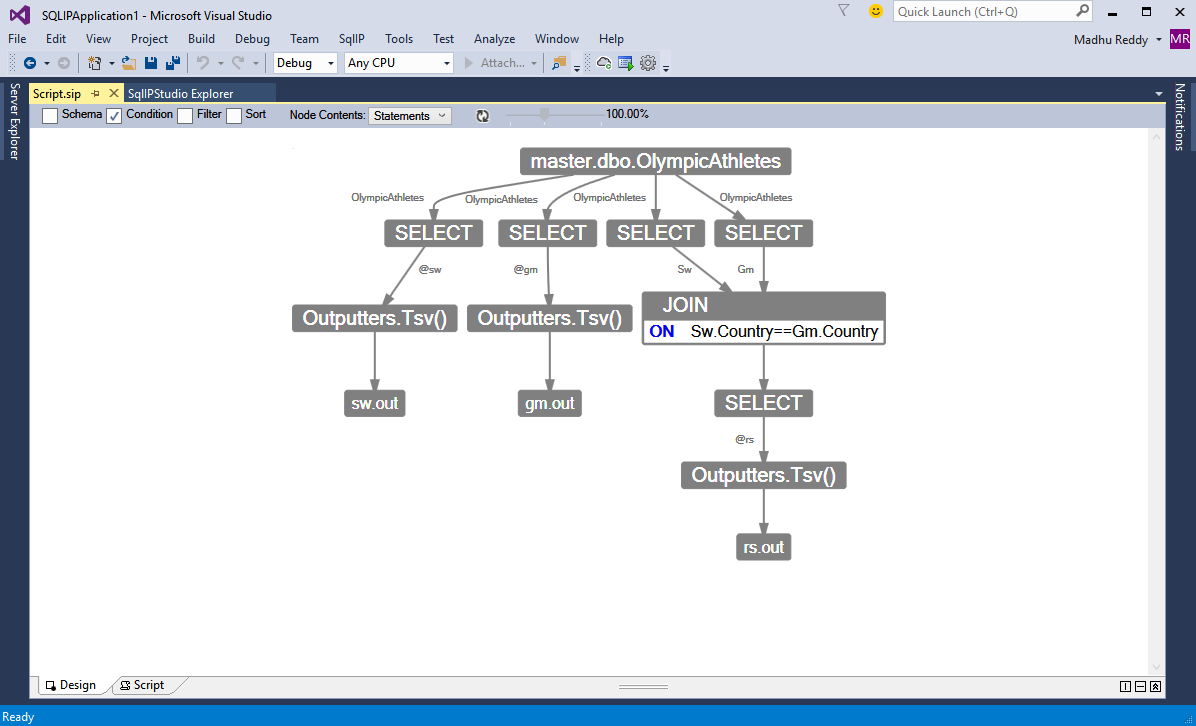 SQLIPApplication1 - Microsoft Visual Studio
Quick Launch (Ctrl+Q)
File Edit View Project Build Debug Team SqlIP Tools Test Analyze Window Help
Madhu Reddy MR
Debug Any CPU Attach...
Server Explorer
Script.sip SqlIPStudio Explorer
Notifications
Schema Condition Filter Sort Node Contents: Statements 100.00%
master.dbo.OlympicAthletes
OlympicAthletes OlympicAthletes OlympicAthletes OlympicAthletes
SELECT SELECT SELECT SELECT
@sw @gm Sw Gm
Outputters.Tsv() Outputters.Tsv() JOIN
ON Sw.Country==Gm.Country
sw.out gm.out SELECT
@rs
Outputters.Tsv()
rs.out
Design Script
Ready